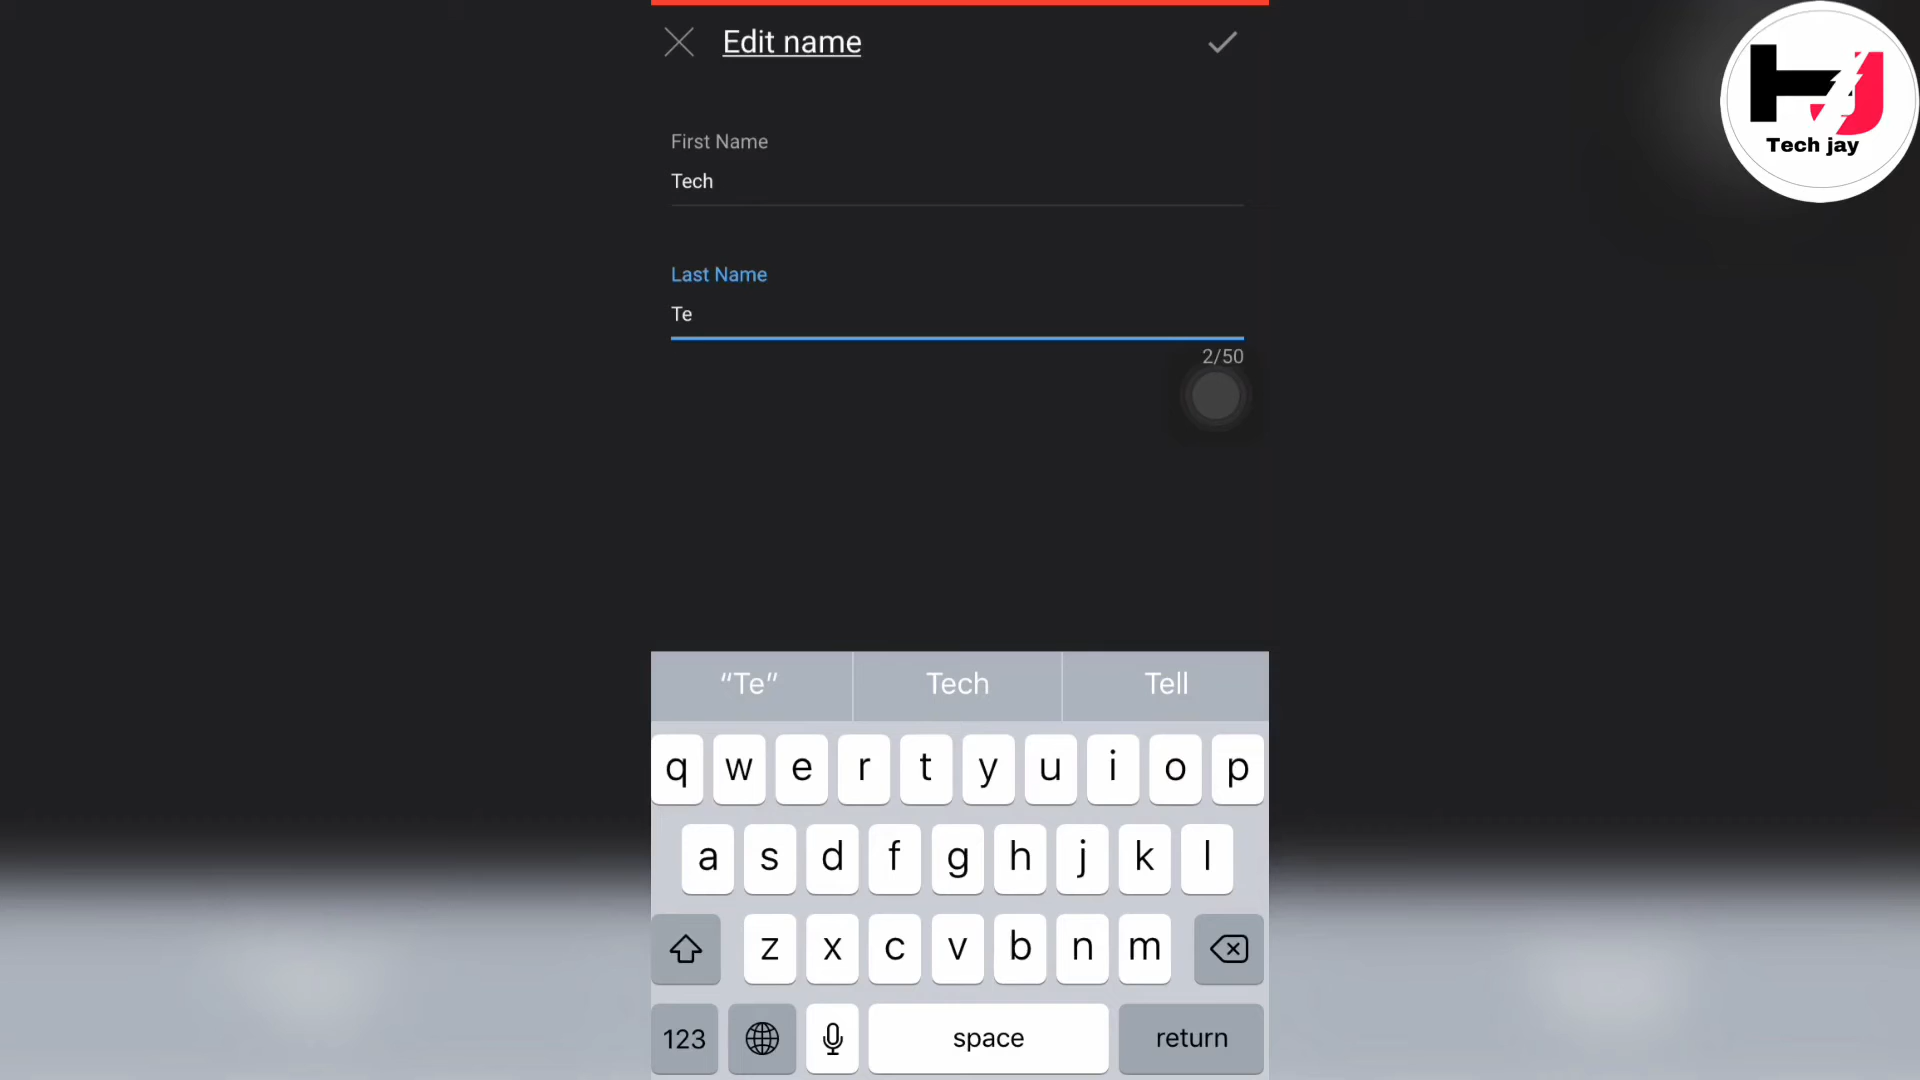 Edit name
Tech jay
First Name
Tech
Last Name
Te
2/50
“Te” Tech Tell
q w e r t y u i o p
a s d f g h j k l
z x c v b n m
123 space return